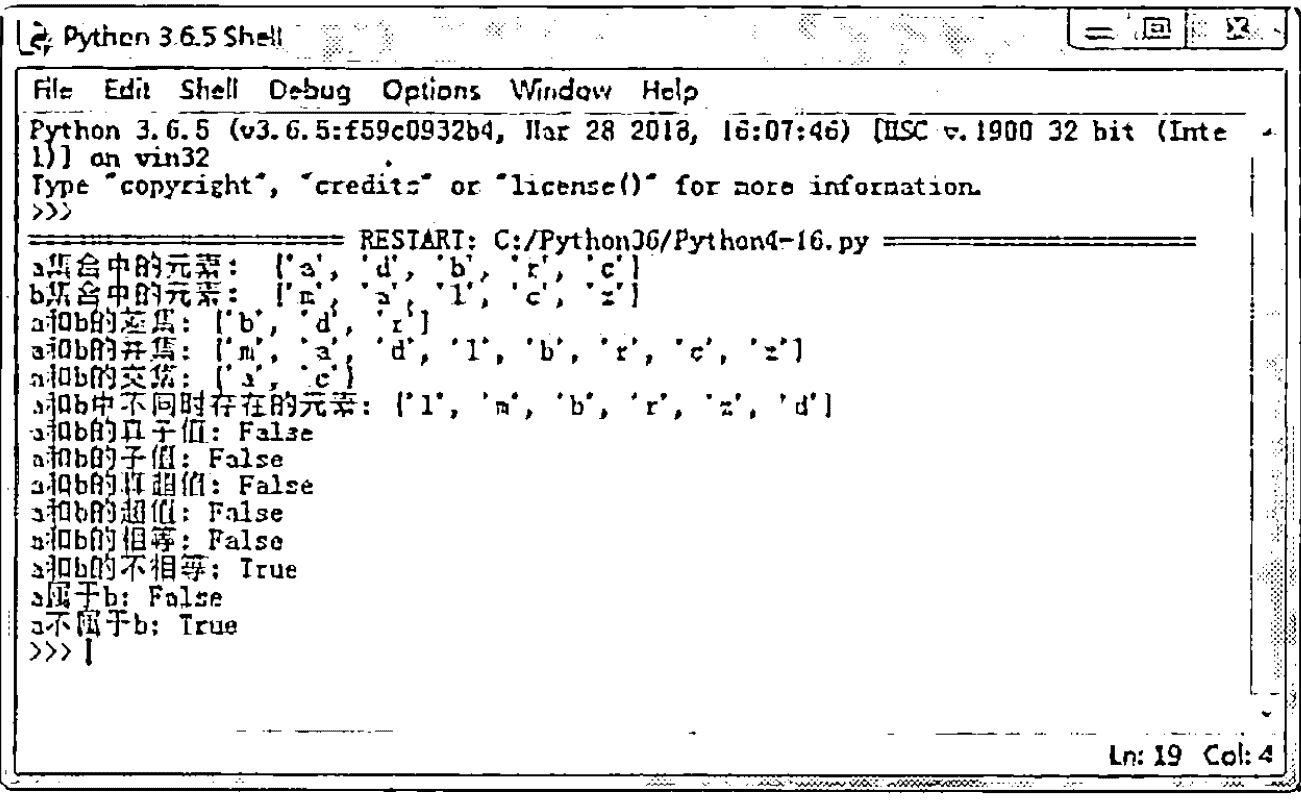 Python 3.6.5 Shell
File Edit Shell Debug Options Window Help
Python 3.6.5 (v3.6.5:f59c0932b4, Mar 28 2018, 16:07:46) [MSC v.1900 32 bit (Inte
l)] on win32
Type "copyright", "credits" or "license()" for more information.
>>>
==================== RESTART: C:/Python36/Python4-16.py ====================
a集合中的元素: {'a', 'd', 'b', 'r', 'c'}
b集合中的元素: {'m', 'a', 'l', 'c', 'z'}
a和b的差集: {'b', 'd', 'r'}
a和b的并集: {'m', 'a', 'd', 'l', 'b', 'r', 'c', 'z'}
a和b的交集: {'a', 'c'}
a和b中不同时存在的元素: {'l', 'm', 'b', 'r', 'z', 'd'}
a和b的真子值: False
a和b的子值: False
a和b的真超值: False
a和b的超值: False
a和b的相等: False
a和b的不相等: True
a属于b: False
a不属于b: True
>>>
Ln: 19 Col: 4